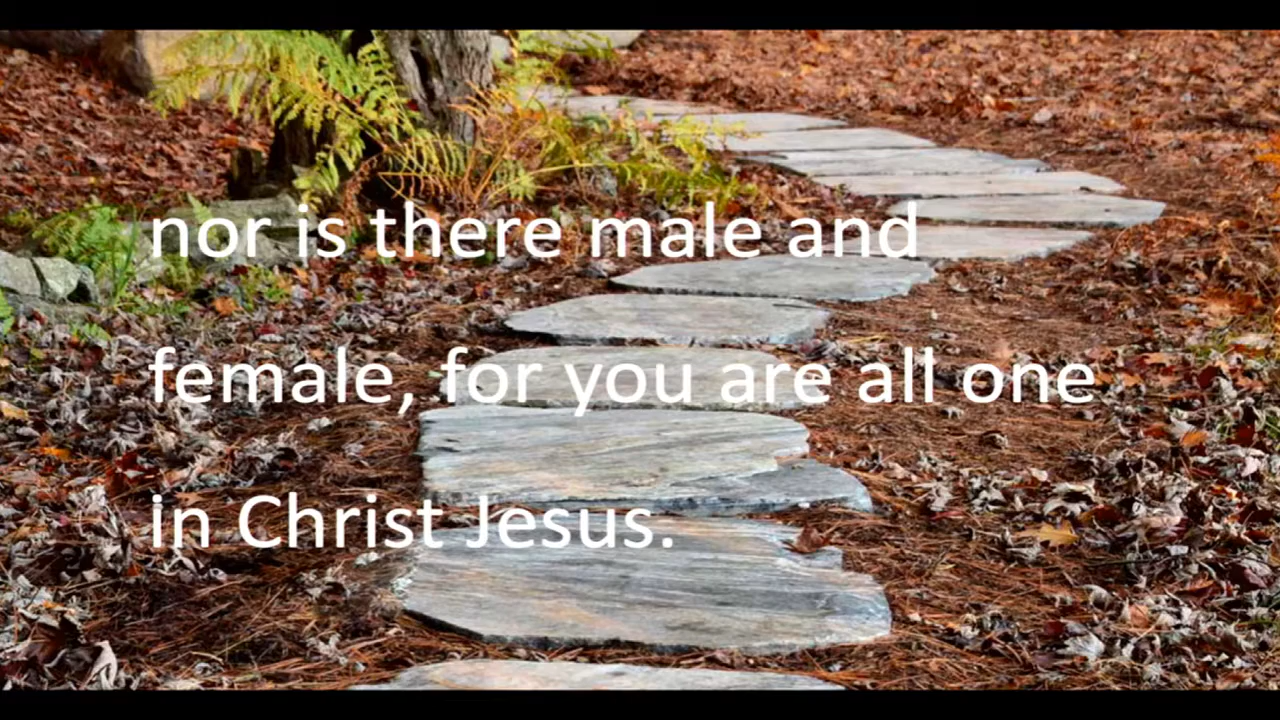 nor is there male and
female, for you are all one
in Christ Jesus.